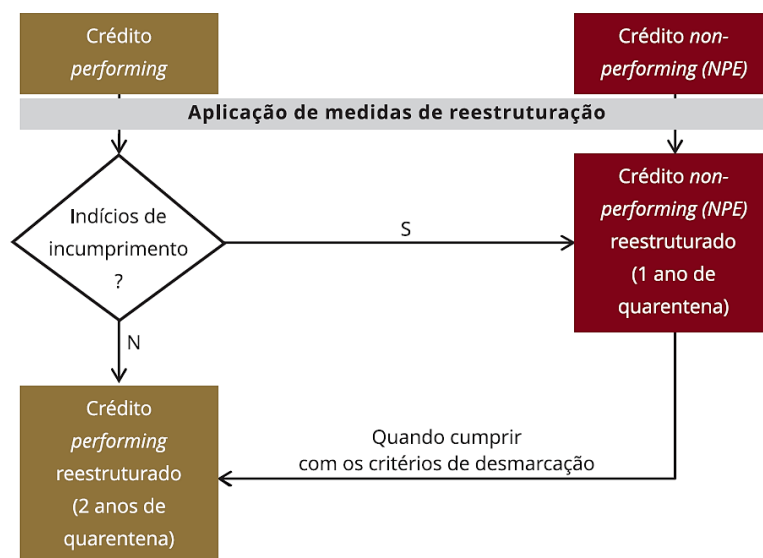 Crédito
performing
Crédito non-
performing (NPE)
Aplicação de medidas de reestruturação
Indícios de
incumprimento
?
S
Crédito non-
performing (NPE)
reestruturado
(1 ano de
quarentena)
N
Crédito
performing
reestruturado
(2 anos de
quarentena)
Quando cumprir
com os critérios de desmarcação